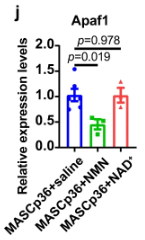 j
Apaf1
p=0.978
p=0.019
Relative expression levels
2.0
1.5
1.0
0.5
0.0
MASCp36+saline
MASCp36+NMN
MASCp36+NAD⁺